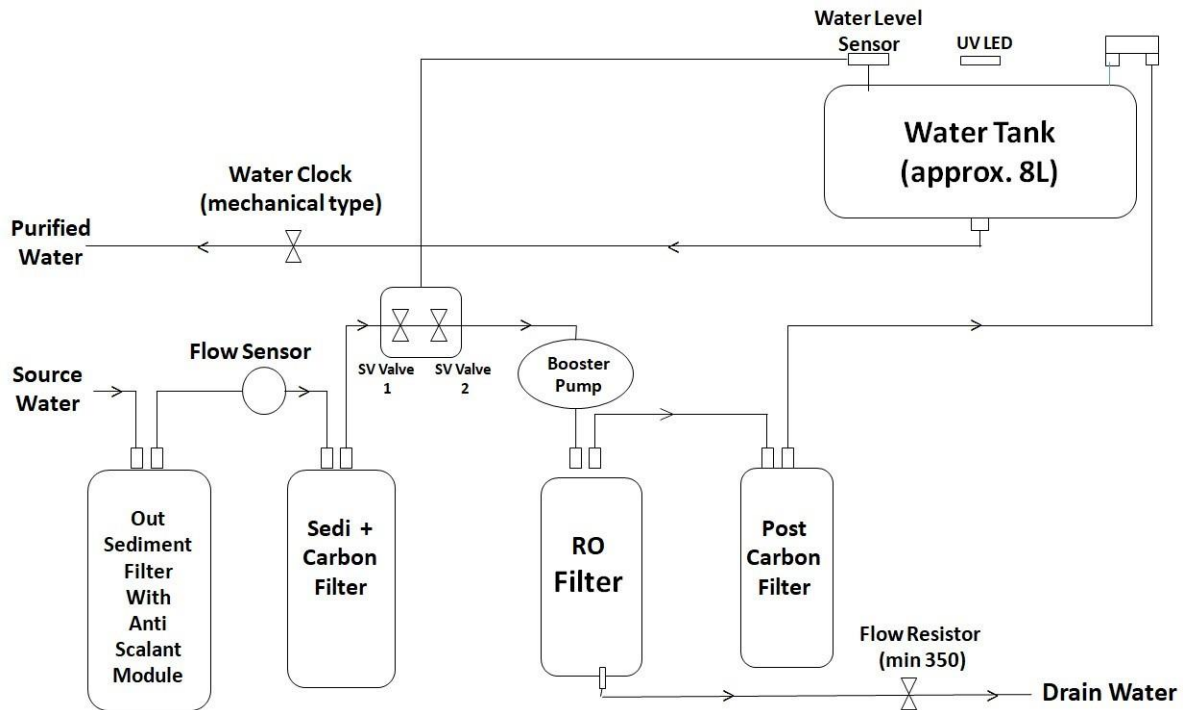 Water Level
Sensor
UV LED
Water Tank
(approx. 8L)
Water Clock
(mechanical type)
Purified
Water
Flow Sensor
SV Valve
1
SV Valve
2
Booster
Pump
Source
Water
Out
Sediment
Filter
With
Anti
Scalant
Module
Sedi +
Carbon
Filter
RO
Filter
Post
Carbon
Filter
Flow Resistor
(min 350)
Drain Water